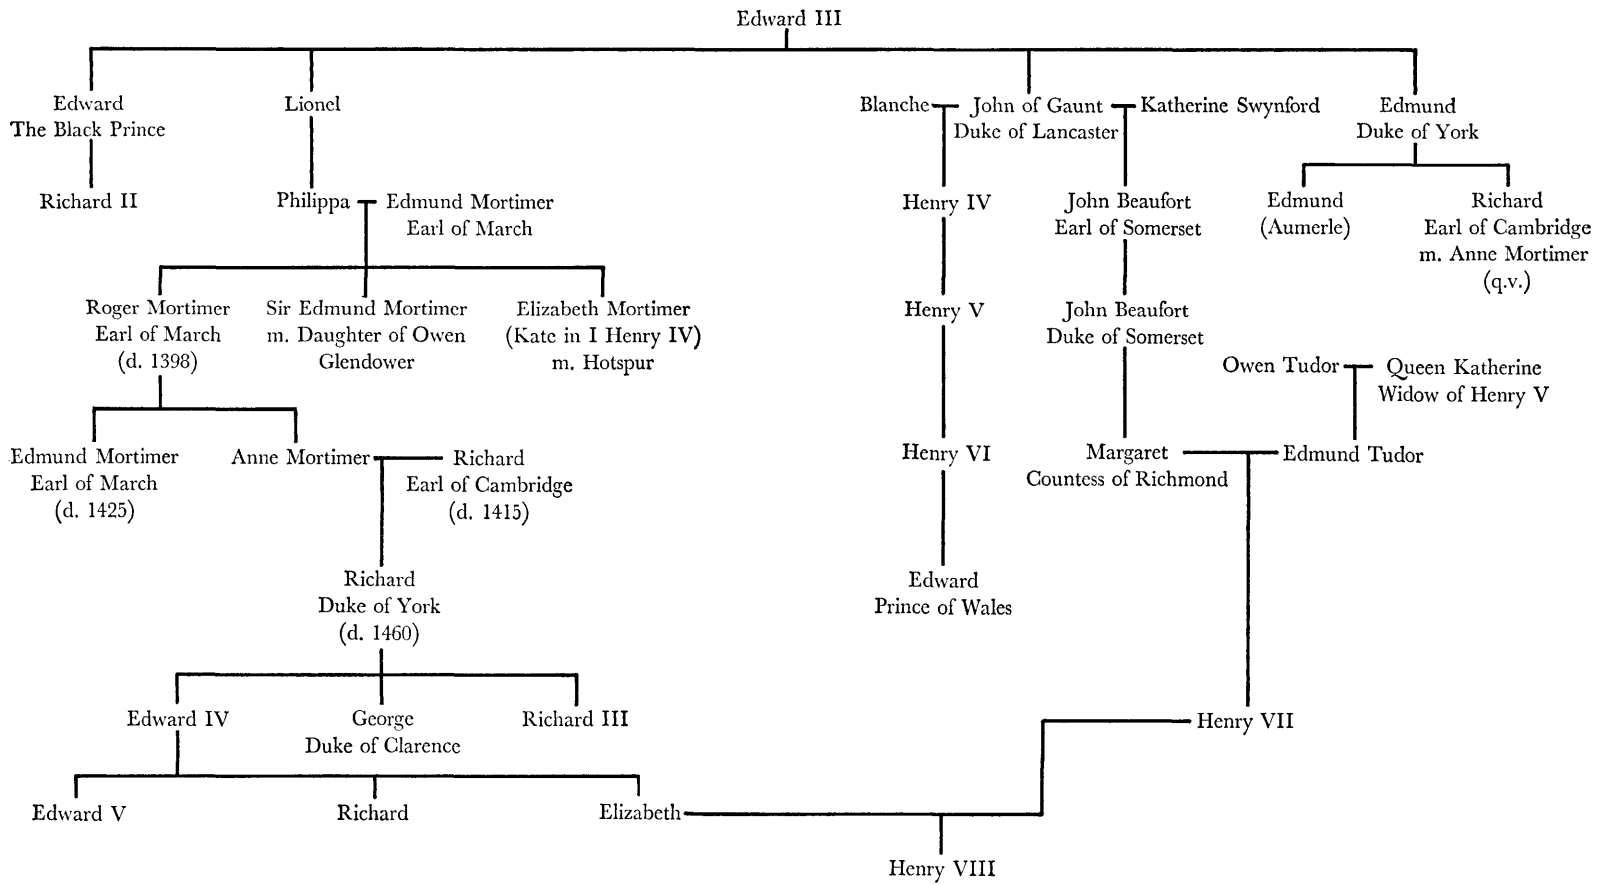 Edward III
Edward
The Black Prince
Lionel
Blanche
John of Gaunt
Duke of Lancaster
Katherine Swynford
Edmund
Duke of York
Richard II
Philippa
Edmund Mortimer
Earl of March
Henry IV
John Beaufort
Earl of Somerset
Edmund
(Aumerle)
Richard
Earl of Cambridge
m. Anne Mortimer
(q.v.)
Roger Mortimer
Earl of March
(d. 1398)
Sir Edmund Mortimer
m. Daughter of Owen
Glendower
Elizabeth Mortimer
(Kate in I Henry IV)
m. Hotspur
Henry V
John Beaufort
Duke of Somerset
Owen Tudor
Queen Katherine
Widow of Henry V
Edmund Mortimer
Earl of March
(d. 1425)
Anne Mortimer
Richard
Earl of Cambridge
(d. 1415)
Henry VI
Margaret
Countess of Richmond
Edmund Tudor
Richard
Duke of York
(d. 1460)
Edward
Prince of Wales
Edward IV
George
Duke of Clarence
Richard III
Henry VII
Edward V
Richard
Elizabeth
Henry VIII